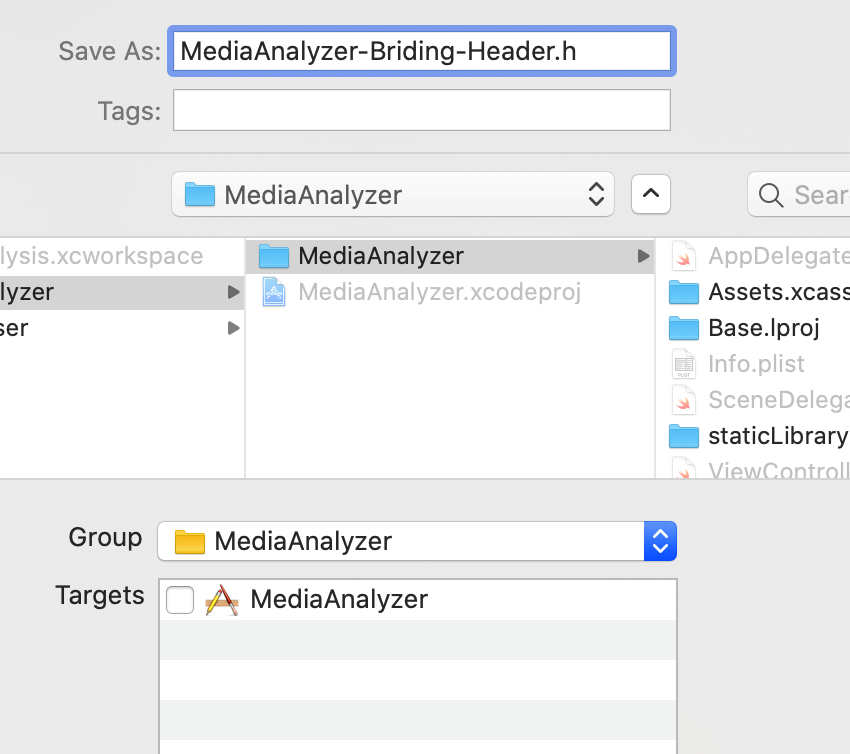 Save As: MediaAnalyzer-Briding-Header.h
Tags:
MediaAnalyzer
Sear
lysis.xcworkspace
MediaAnalyzer
AppDelegate
lyzer
MediaAnalyzer.xcodeproj
Assets.xcass
ser
Base.lproj
Info.plist
SceneDelega
staticLibrary
ViewControll
Group MediaAnalyzer
Targets MediaAnalyzer